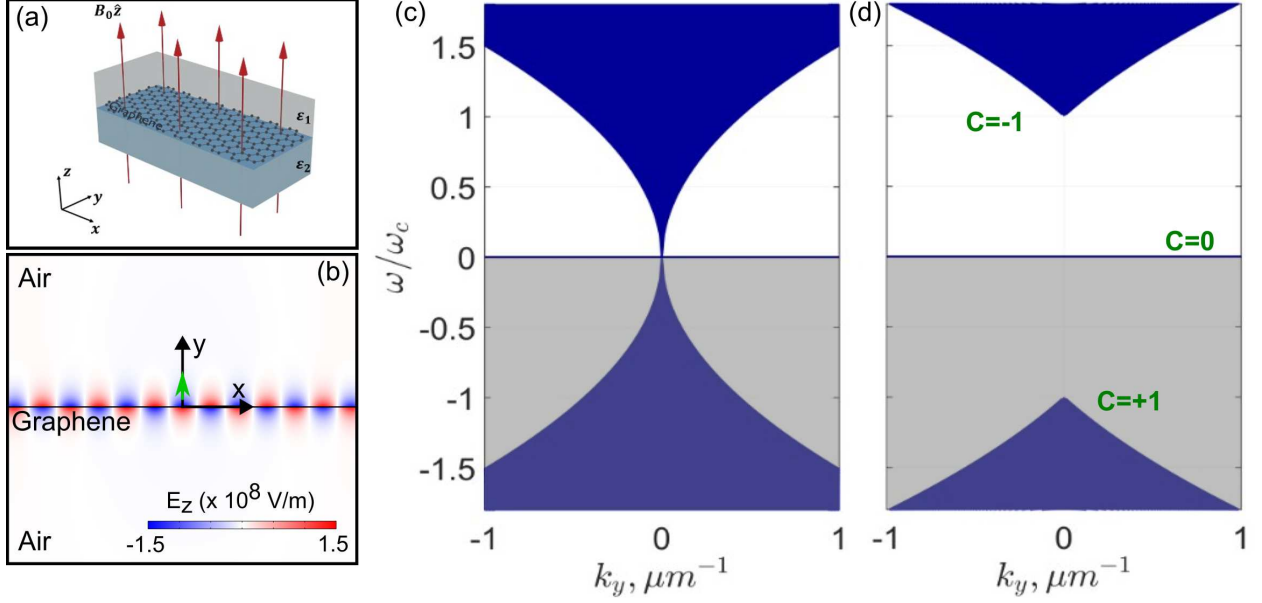 (a)
B₀ẑ
Graphene
ε₁
ε₂
z
y
x
Air
(b)
y
x
Graphene
E_z (x 10⁸ V/m)
-1.5 1.5
Air
(c)
1.5
1
0.5
0
-0.5
-1
-1.5
ω/ω_c
-1 0 1
k_y, μm⁻¹
(d)
C=-1
C=0
C=+1
-1 0 1
k_y, μm⁻¹